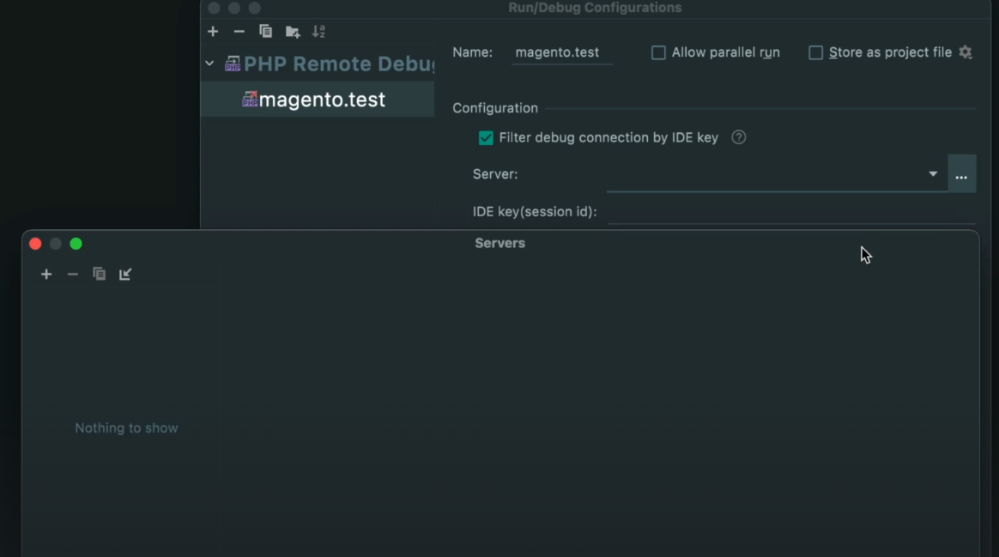 Run/Debug Configurations
PHP Remote Debug
Name: magento.test Allow parallel run Store as project file
magento.test
Configuration
Filter debug connection by IDE key ?
Server: ...
IDE key(session id):
Servers
Nothing to show